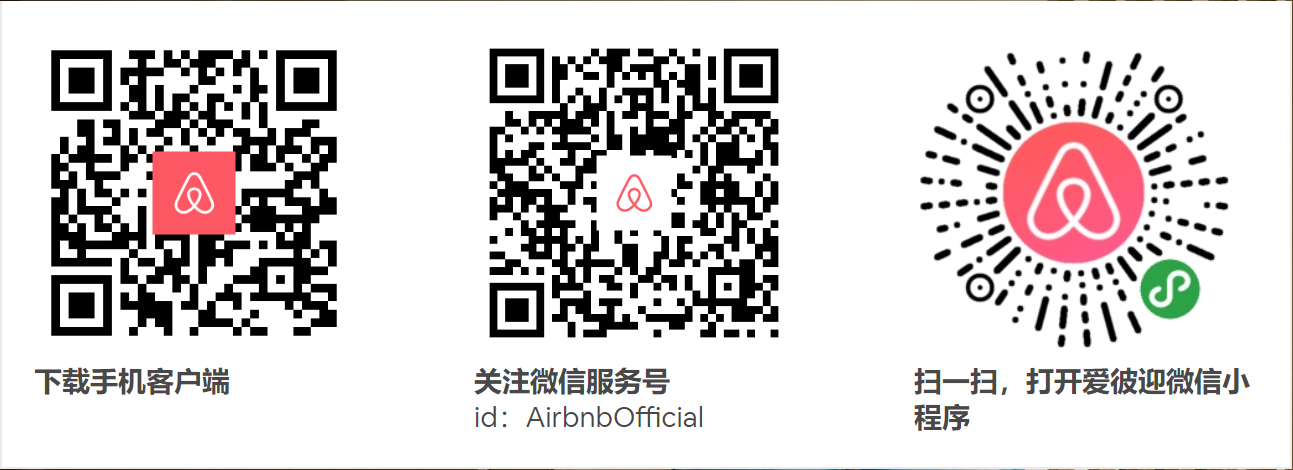 下载手机客户端
关注微信服务号
id：AirbnbOfficial
扫一扫，打开爱彼迎微信小
程序